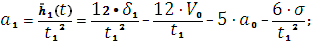 a₁ = ḧ₁(t)/t₁² = 12•δ₁/t₁² − 12·V₀/t₁ − 5·a₀ − 6·σ/t₁²;